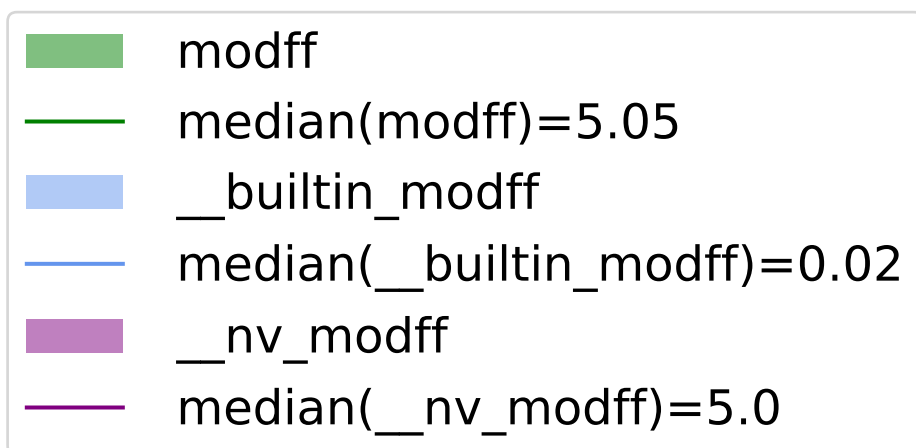 modff
median(modff)=5.05
__builtin_modff
median(__builtin_modff)=0.02
__nv_modff
median(__nv_modff)=5.0